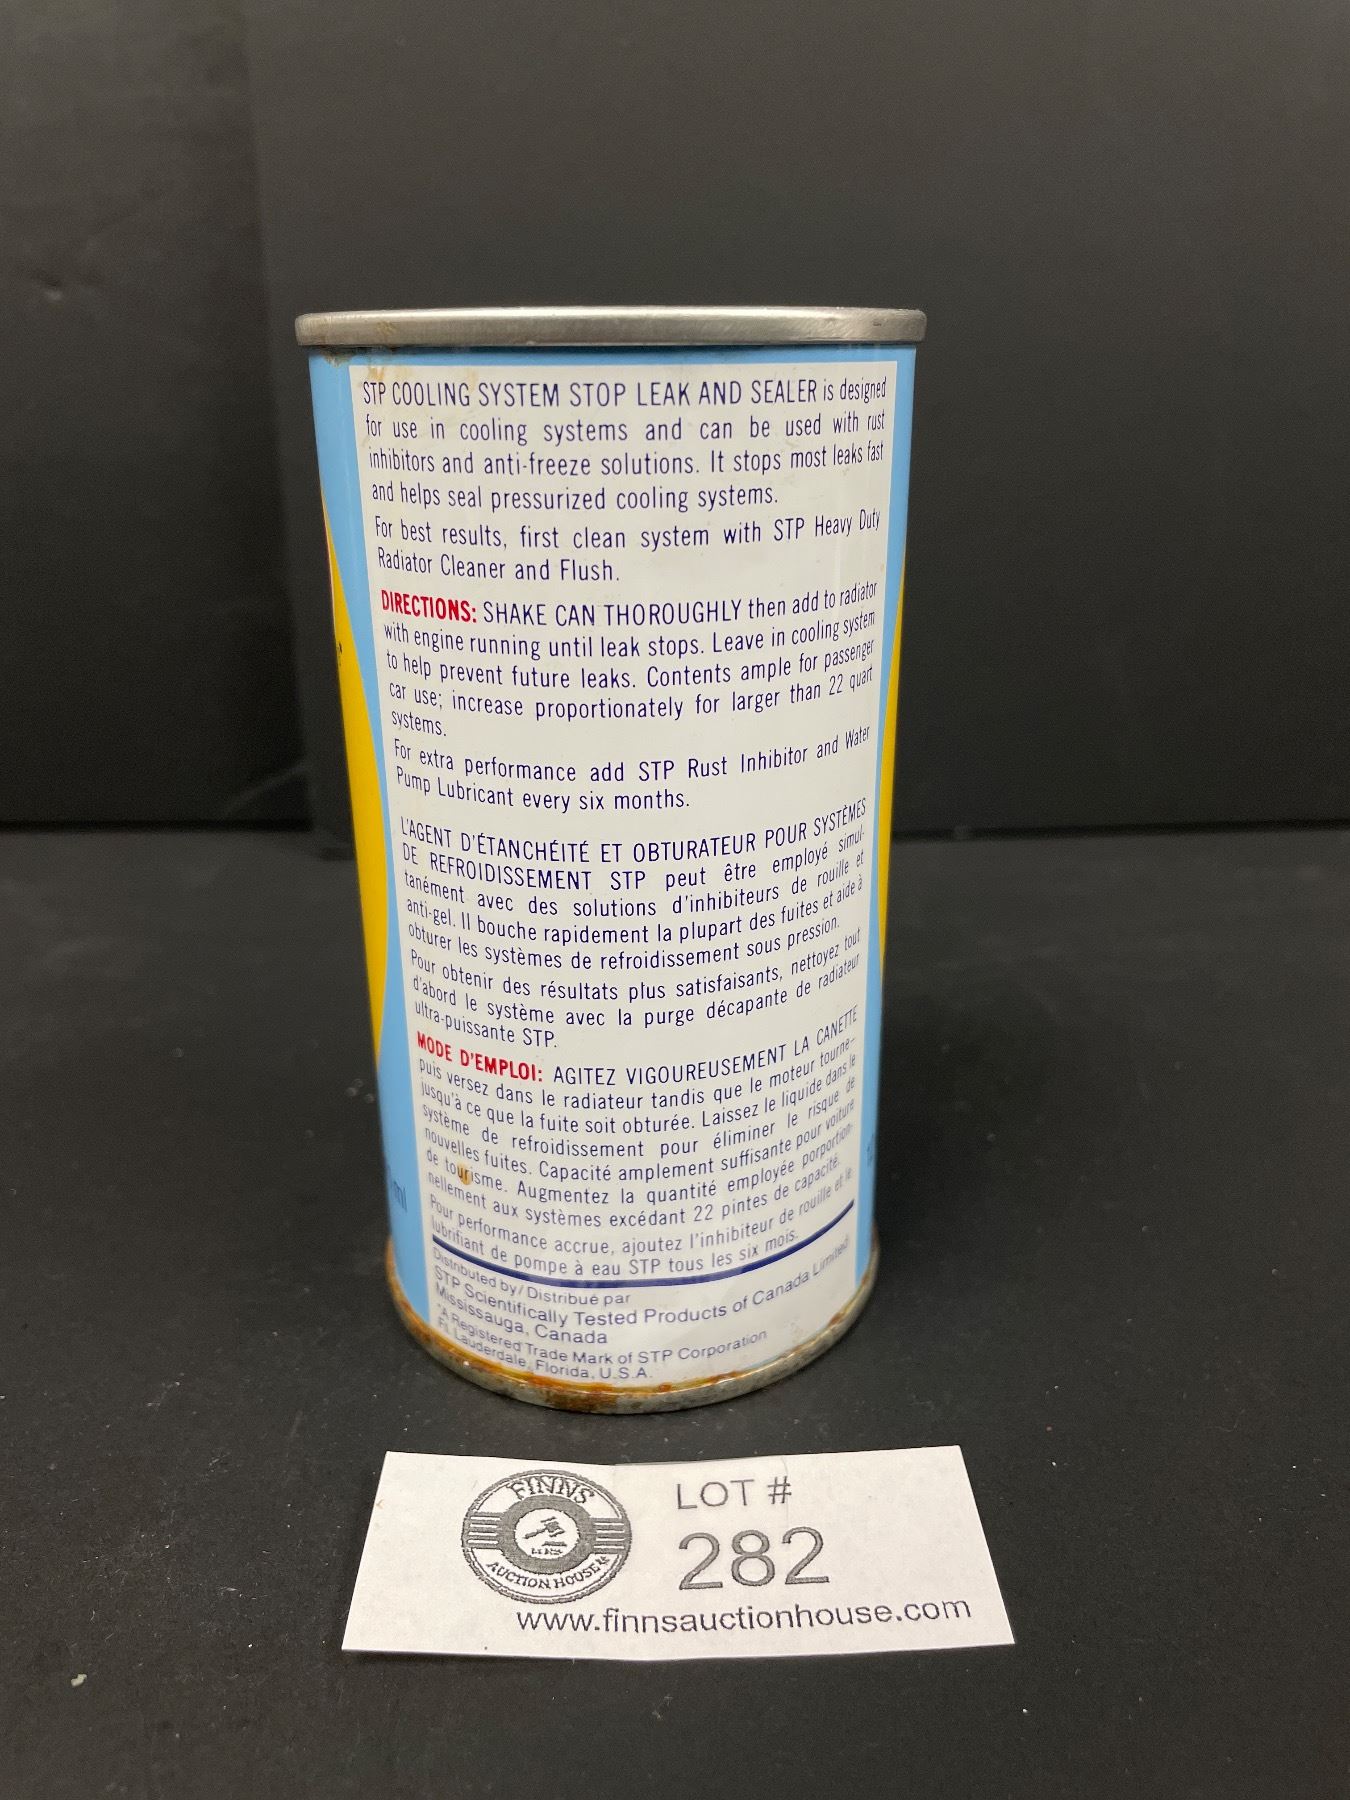 STP COOLING SYSTEM STOP LEAK AND SEALER is designed
for use in cooling systems and can be used with rust
inhibitors and anti-freeze solutions. It stops most leaks fast
and helps seal pressurized cooling systems.
For best results, first clean system with STP Heavy Duty
Radiator Cleaner and Flush.
DIRECTIONS: SHAKE CAN THOROUGHLY then add to radiator
with engine running until leak stops. Leave in cooling system
to help prevent future leaks. Contents ample for passenger
car use; increase proportionately for larger than 22 quart
systems.
For extra performance add STP Rust Inhibitor and Water
Pump Lubricant every six months.
L'AGENT D'ÉTANCHÉITÉ ET OBTURATEUR POUR SYSTÈMES
DE REFROIDISSEMENT STP peut être employé simul-
tanément avec des solutions d'inhibiteurs de rouille et
anti-gel. Il bouche rapidement la plupart des fuites et aide à
obturer les systèmes de refroidissement sous pression.
Pour obtenir des résultats plus satisfaisants, nettoyez tout
d'abord le système avec la purge décapante de radiateur
ultra-puissante STP.
MODE D'EMPLOI: AGITEZ VIGOUREUSEMENT LA CANETTE
puis versez dans le radiateur tandis que le moteur tourne-
jusqu'à ce que la fuite soit obturée. Laissez le liquide dans le
système de refroidissement pour éliminer le risque de
nouvelles fuites. Capacité amplement suffisante pour voiture
de tourisme. Augmentez la quantité employée porportion-
nellement aux systèmes excédant 22 pintes de capacité.
Pour performance accrue, ajoutez l'inhibiteur de rouille et le
lubrifiant de pompe à eau STP tous les six mois.
Distributed by/Distribué par
STP Scientifically Tested Products of Canada Limited
Mississauga, Canada
*A Registered Trade Mark of STP Corporation
Ft. Lauderdale, Florida, U.S.A.
ml
FINNS
AUCTION HOUSE
LOT #
282
www.finnsauctionhouse.com